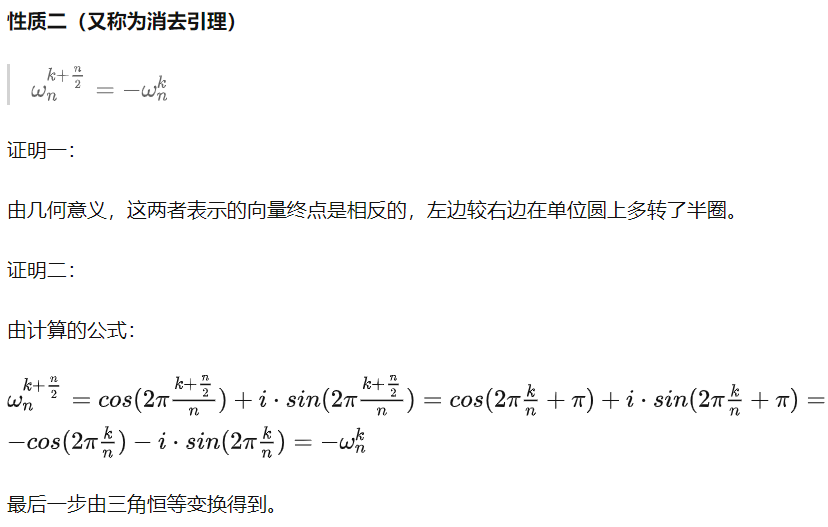 性质二（又称为消去引理）
$\omega_n^{k+\frac{n}{2}} = -\omega_n^k$
证明一：
由几何意义，这两者表示的向量终点是相反的，左边较右边在单位圆上多转了半圈。
证明二：
由计算的公式：
$\omega_n^{k+\frac{n}{2}} = cos(2\pi\frac{k+\frac{n}{2}}{n}) + i \cdot sin(2\pi\frac{k+\frac{n}{2}}{n}) = cos(2\pi\frac{k}{n} + \pi) + i \cdot sin(2\pi\frac{k}{n} + \pi) =$
$-cos(2\pi\frac{k}{n}) - i \cdot sin(2\pi\frac{k}{n}) = -\omega_n^k$
最后一步由三角恒等变换得到。